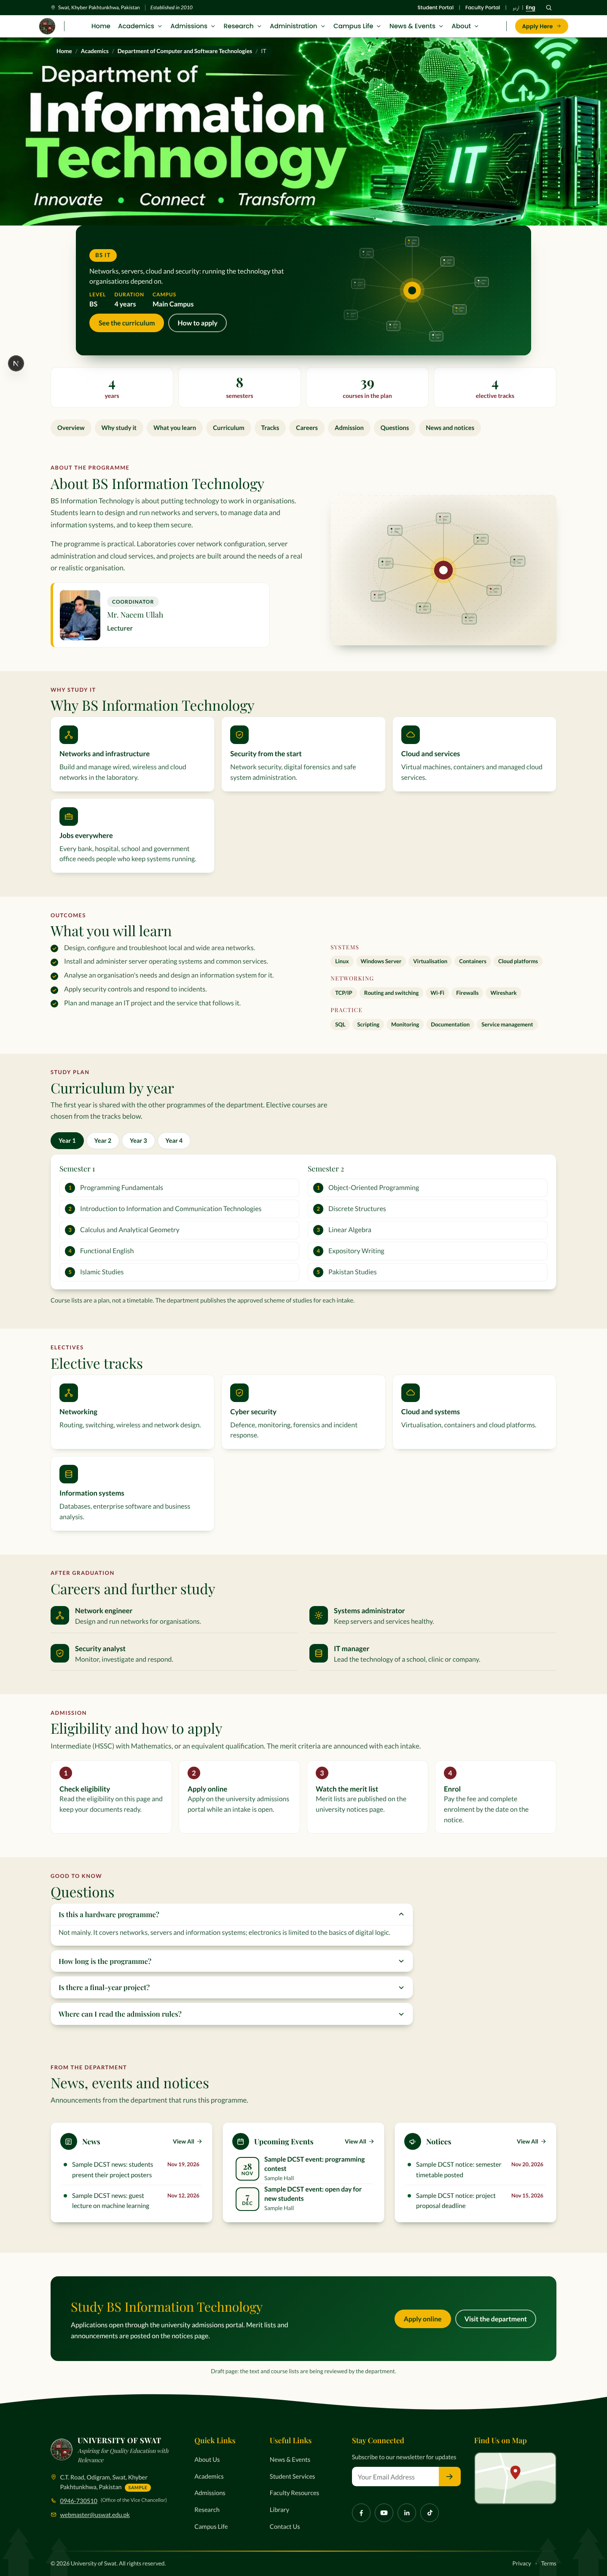 Swat, Khyber Pakhtunkhwa, Pakistan
Established in 2010
Student Portal
Faculty Portal
اردو
Eng
Home
Academics
Admissions
Research
Administration
Campus Life
News & Events
About
Apply Here
Home / Academics / Department of Computer and Software Technologies / IT
Department of
Information
Technology
Innovate Connect Transform
IT
BS IT
Networks, servers, cloud and security: running the technology that your
organisations depend on.
LEVEL
BS
DURATION
4 years
CAMPUS
Main Campus
See the curriculum
How to apply
N
4
years
8
semesters
39
courses in the plan
4
elective tracks
Overview
Why study it
What you learn
Curriculum
Tracks
Careers
Admission
Questions
News and notices
ABOUT THE PROGRAMME
About BS Information Technology
BS Information Technology is about putting technology to work in organisations.
Students learn to design and run networks and servers, to manage data and
information systems, and to keep them secure.
The programme is practical. Laboratories cover network configuration, server
administration and cloud services, and projects are built around the needs of a real
or realistic organisation.
COORDINATOR
Mr. Naeem Ullah
Lecturer
WHY STUDY IT
Why BS Information Technology
Networks and infrastructure
Build and manage wired, wireless and cloud
networks in the laboratory.
Security from the start
Network security, digital forensics and safe
system administration.
Cloud and services
Virtual machines, containers and managed cloud
services.
Jobs everywhere
Every bank, hospital, school and government
office needs people who keep systems running.
OUTCOMES
What you will learn
Design, configure and troubleshoot local and wide area networks.
Install and administer server operating systems and common services.
Analyse an organisation's needs and design an information system for it.
Apply security controls and respond to incidents.
Plan and manage an IT project and the service that follows it.
SYSTEMS
Linux
Windows Server
Virtualisation
Containers
Cloud platforms
NETWORKING
TCP/IP
Routing and switching
Wi-Fi
Firewalls
Wireshark
PRACTICE
SQL
Scripting
Monitoring
Documentation
Service management
STUDY PLAN
Curriculum by year
The first year is shared with the other programmes of the department. Elective courses are
chosen from the tracks below.
Year 1
Year 2
Year 3
Year 4
Semester 1
1 Programming Fundamentals
2 Introduction to Information and Communication Technologies
3 Calculus and Analytical Geometry
4 Functional English
5 Islamic Studies
Semester 2
1 Object-Oriented Programming
2 Discrete Structures
3 Linear Algebra
4 Expository Writing
5 Pakistan Studies
Course lists are a plan, not a timetable. The department publishes the approved scheme of studies for each intake.
ELECTIVES
Elective tracks
Networking
Routing, switching, wireless and network design.
Cyber security
Defence, monitoring, forensics and incident
response.
Cloud and systems
Virtualisation, containers and cloud platforms.
Information systems
Databases, enterprise software and business
analysis.
AFTER GRADUATION
Careers and further study
Network engineer
Design and run networks for organisations.
Systems administrator
Keep servers and services healthy.
Security analyst
Monitor, investigate and respond.
IT manager
Lead the technology of a school, clinic or company.
ADMISSION
Eligibility and how to apply
Intermediate (HSSC) with Mathematics, or an equivalent qualification. The merit criteria are announced with each intake.
1
Check eligibility
Read the eligibility on this page and
keep your documents ready.
2
Apply online
Apply on the university admissions
portal while an intake is open.
3
Watch the merit list
Merit lists are published on the
university notices page.
4
Enrol
Pay the fee and complete
enrolment by the date on the
notice.
GOOD TO KNOW
Questions
Is this a hardware programme?
Not mainly. It covers networks, servers and information systems; electronics is limited to the basics of digital logic.
How long is the programme?
Is there a final-year project?
Where can I read the admission rules?
FROM THE DEPARTMENT
News, events and notices
Announcements from the department that runs this programme.
News
View All
Sample DCST news: students
present their project posters
Nov 19, 2026
Sample DCST news: guest
lecture on machine learning
Nov 12, 2026
Upcoming Events
View All
28
NOV
Sample DCST event: programming
contest
Sample Hall
7
DEC
Sample DCST event: open day for
new students
Sample Hall
Notices
View All
Sample DCST notice: semester
timetable posted
Nov 20, 2026
Sample DCST notice: project
proposal deadline
Nov 15, 2026
Study BS Information Technology
Applications open through the university admissions portal. Merit lists and
announcements are posted on the notices page.
Apply online
Visit the department
Draft page: the text and course lists are being reviewed by the department.
UNIVERSITY OF SWAT
Aspiring for Quality Education with
Relevance
C.T. Road, Odigram, Swat, Khyber
Pakhtunkhwa, Pakistan SAMPLE
0946-730510 (Office of the Vice Chancellor)
webmaster@uswat.edu.pk
Quick Links
About Us
Academics
Admissions
Research
Campus Life
Useful Links
News & Events
Student Services
Faculty Resources
Library
Contact Us
Stay Connected
Subscribe to our newsletter for updates
Your Email Address
Find Us on Map
© 2026 University of Swat. All rights reserved.
Privacy
Terms